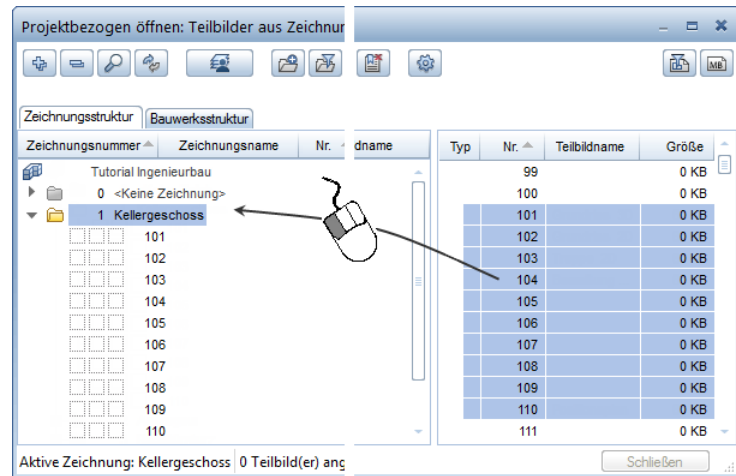 Projektbezogen öffnen: Teilbilder aus Zeichnur
MB
Zeichnungsstruktur Bauwerksstruktur
Zeichnungsnummer Zeichnungsname Nr. dname Typ Nr. Teilbildname Größe
Tutorial Ingenieurbau 99 0 KB
0 <Keine Zeichnung> 100 0 KB
1 Kellergeschoss 101 0 KB
101 102 0 KB
102 103 0 KB
103 104 0 KB
104 105 0 KB
105 106 0 KB
106 107 0 KB
107 108 0 KB
108 109 0 KB
109 110 0 KB
110 111 0 KB
Aktive Zeichnung: Kellergeschoss 0 Teilbild(er) ang Schließen